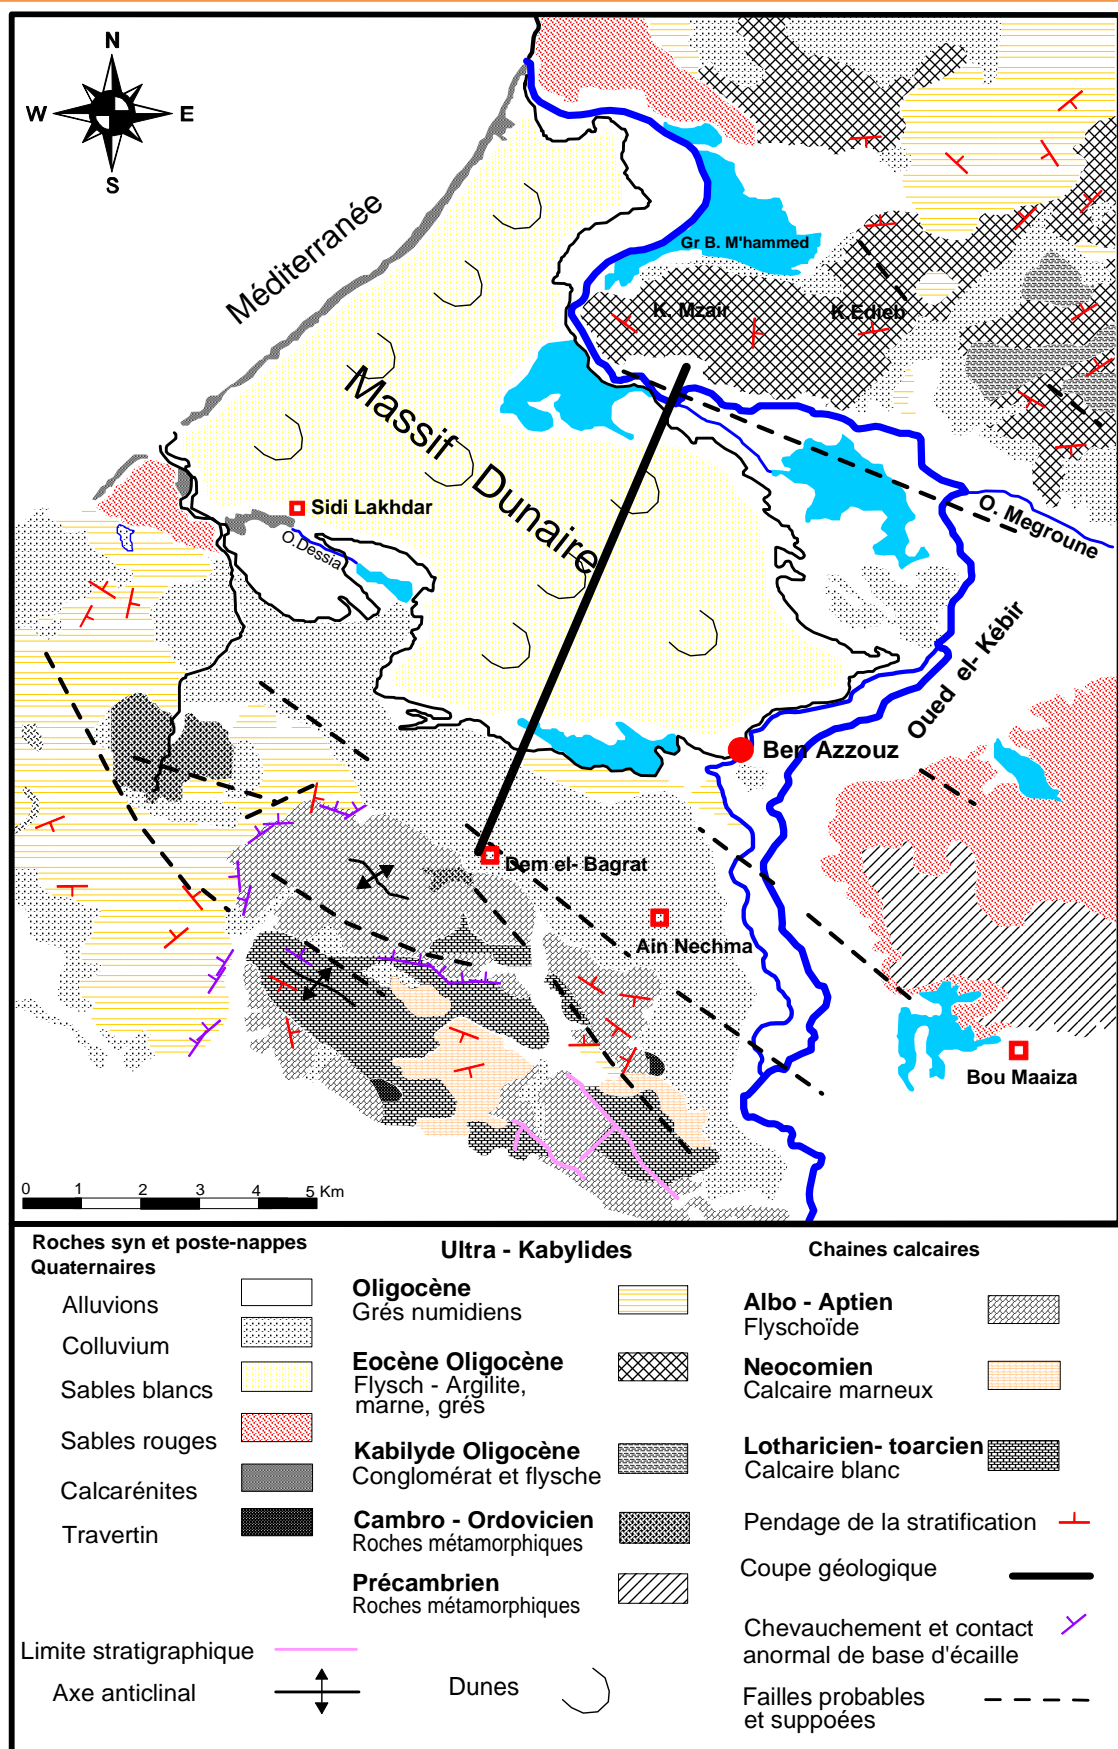 N
W
E
S
Méditerranée
Gr B. M'hammed
K. Mzair
K.Edieb
Massif Dunaire
Sidi Lakhdar
O.Dessia
O. Megroune
Oued el- Kébir
Ben Azzouz
Dem el- Bagrat
Ain Nechma
Bou Maaiza
0 1 2 3 4 5 Km
Roches syn et poste-nappes
Quaternaires
Alluvions
Colluvium
Sables blancs
Sables rouges
Calcarénites
Travertin
Ultra - Kabylides
Oligocène
Grés numidiens
Eocène Oligocène
Flysch - Argilite,
marne, grés
Kabilyde Oligocène
Conglomérat et flysche
Cambro - Ordovicien
Roches métamorphiques
Précambrien
Roches métamorphiques
Chaines calcaires
Albo - Aptien
Flyschoïde
Neocomien
Calcaire marneux
Lotharicien- toarcien
Calcaire blanc
Pendage de la stratification
Coupe géologique
Chevauchement et contact
anormal de base d'écaille
Failles probables
et suppoées
Limite stratigraphique
Axe anticlinal
Dunes